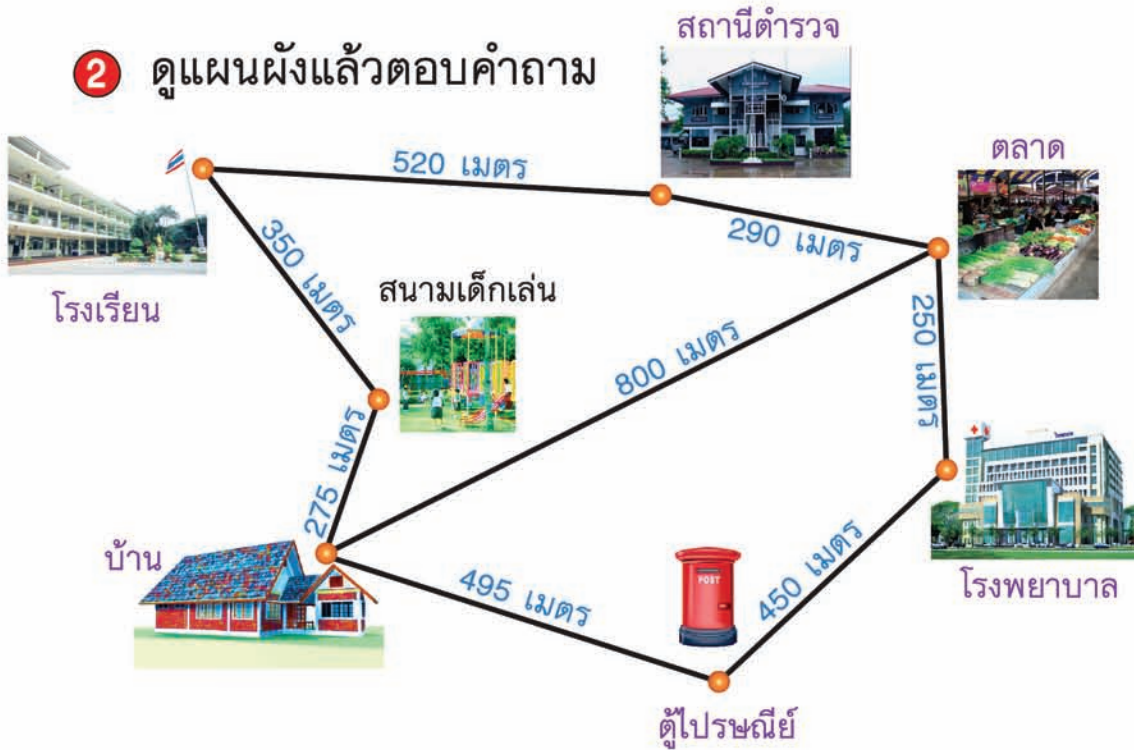 สถานีตำรวจ
2 ดูแผนผังแล้วตอบคำถาม
ตลาด
520 เมตร
290 เมตร
350 เมตร
โรงเรียน
สนามเด็กเล่น
800 เมตร
250 เมตร
275 เมตร
บ้าน
POST
495 เมตร
450 เมตร
โรงพยาบาล
ตู้ไปรษณีย์